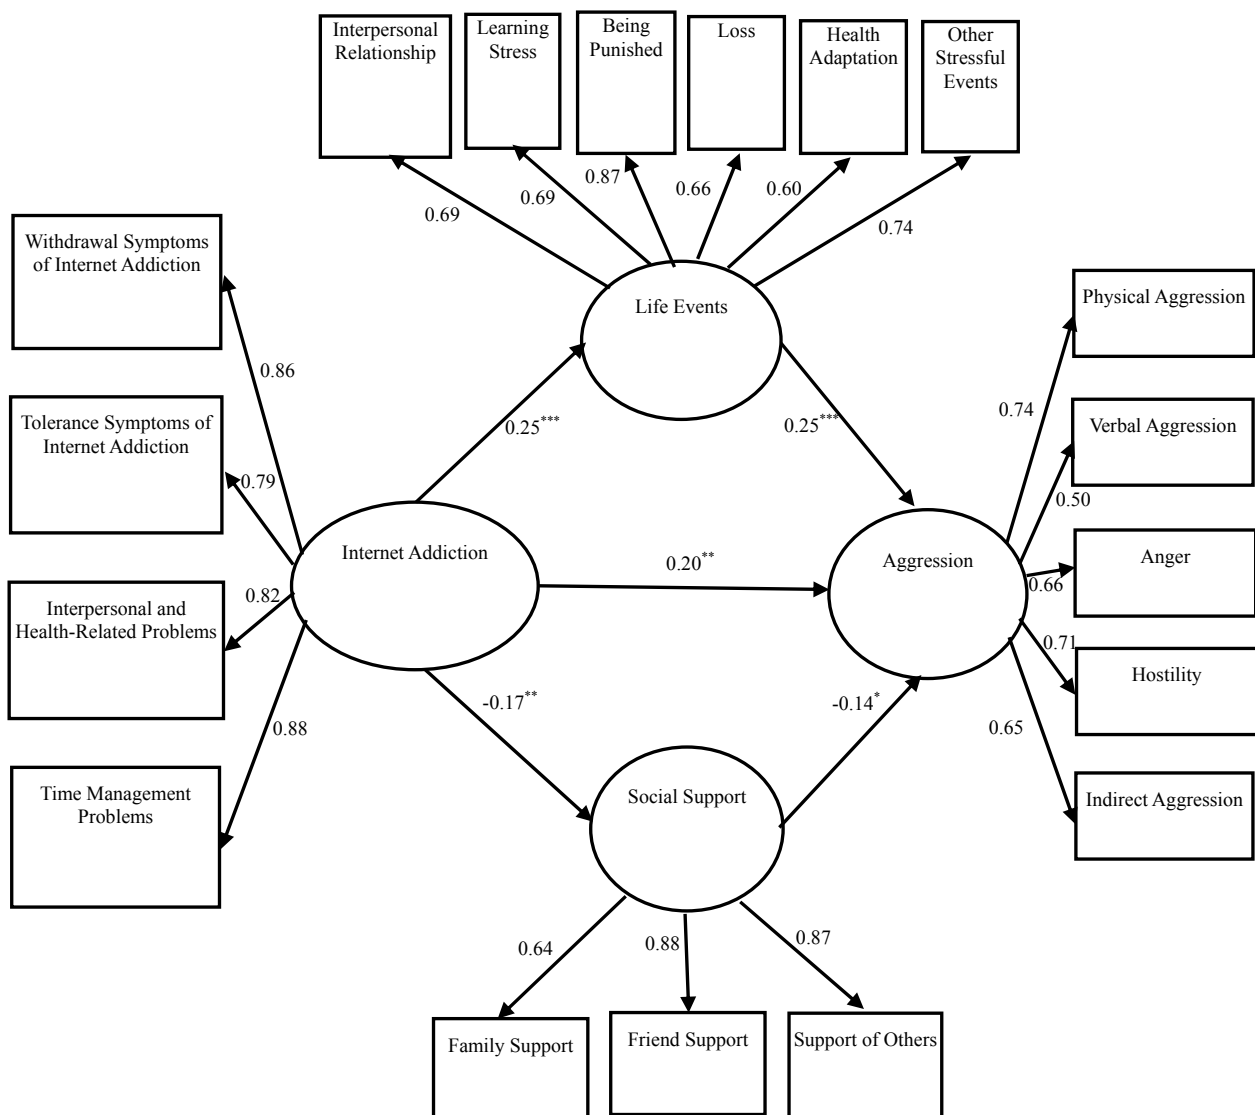 Interpersonal
Relationship
Learning
Stress
Being
Punished
Loss
Health
Adaptation
Other
Stressful
Events
0.69
0.69
0.87
0.66
0.60
0.74
Withdrawal Symptoms
of Internet Addiction
Tolerance Symptoms of
Internet Addiction
Interpersonal and
Health-Related Problems
Time Management
Problems
0.86
0.79
0.82
0.88
Internet Addiction
Life Events
0.25***
0.25***
0.20**
-0.17**
-0.14*
Aggression
Social Support
Physical Aggression
Verbal Aggression
Anger
Hostility
Indirect Aggression
0.74
0.50
0.66
0.71
0.65
0.64
0.88
0.87
Family Support
Friend Support
Support of Others